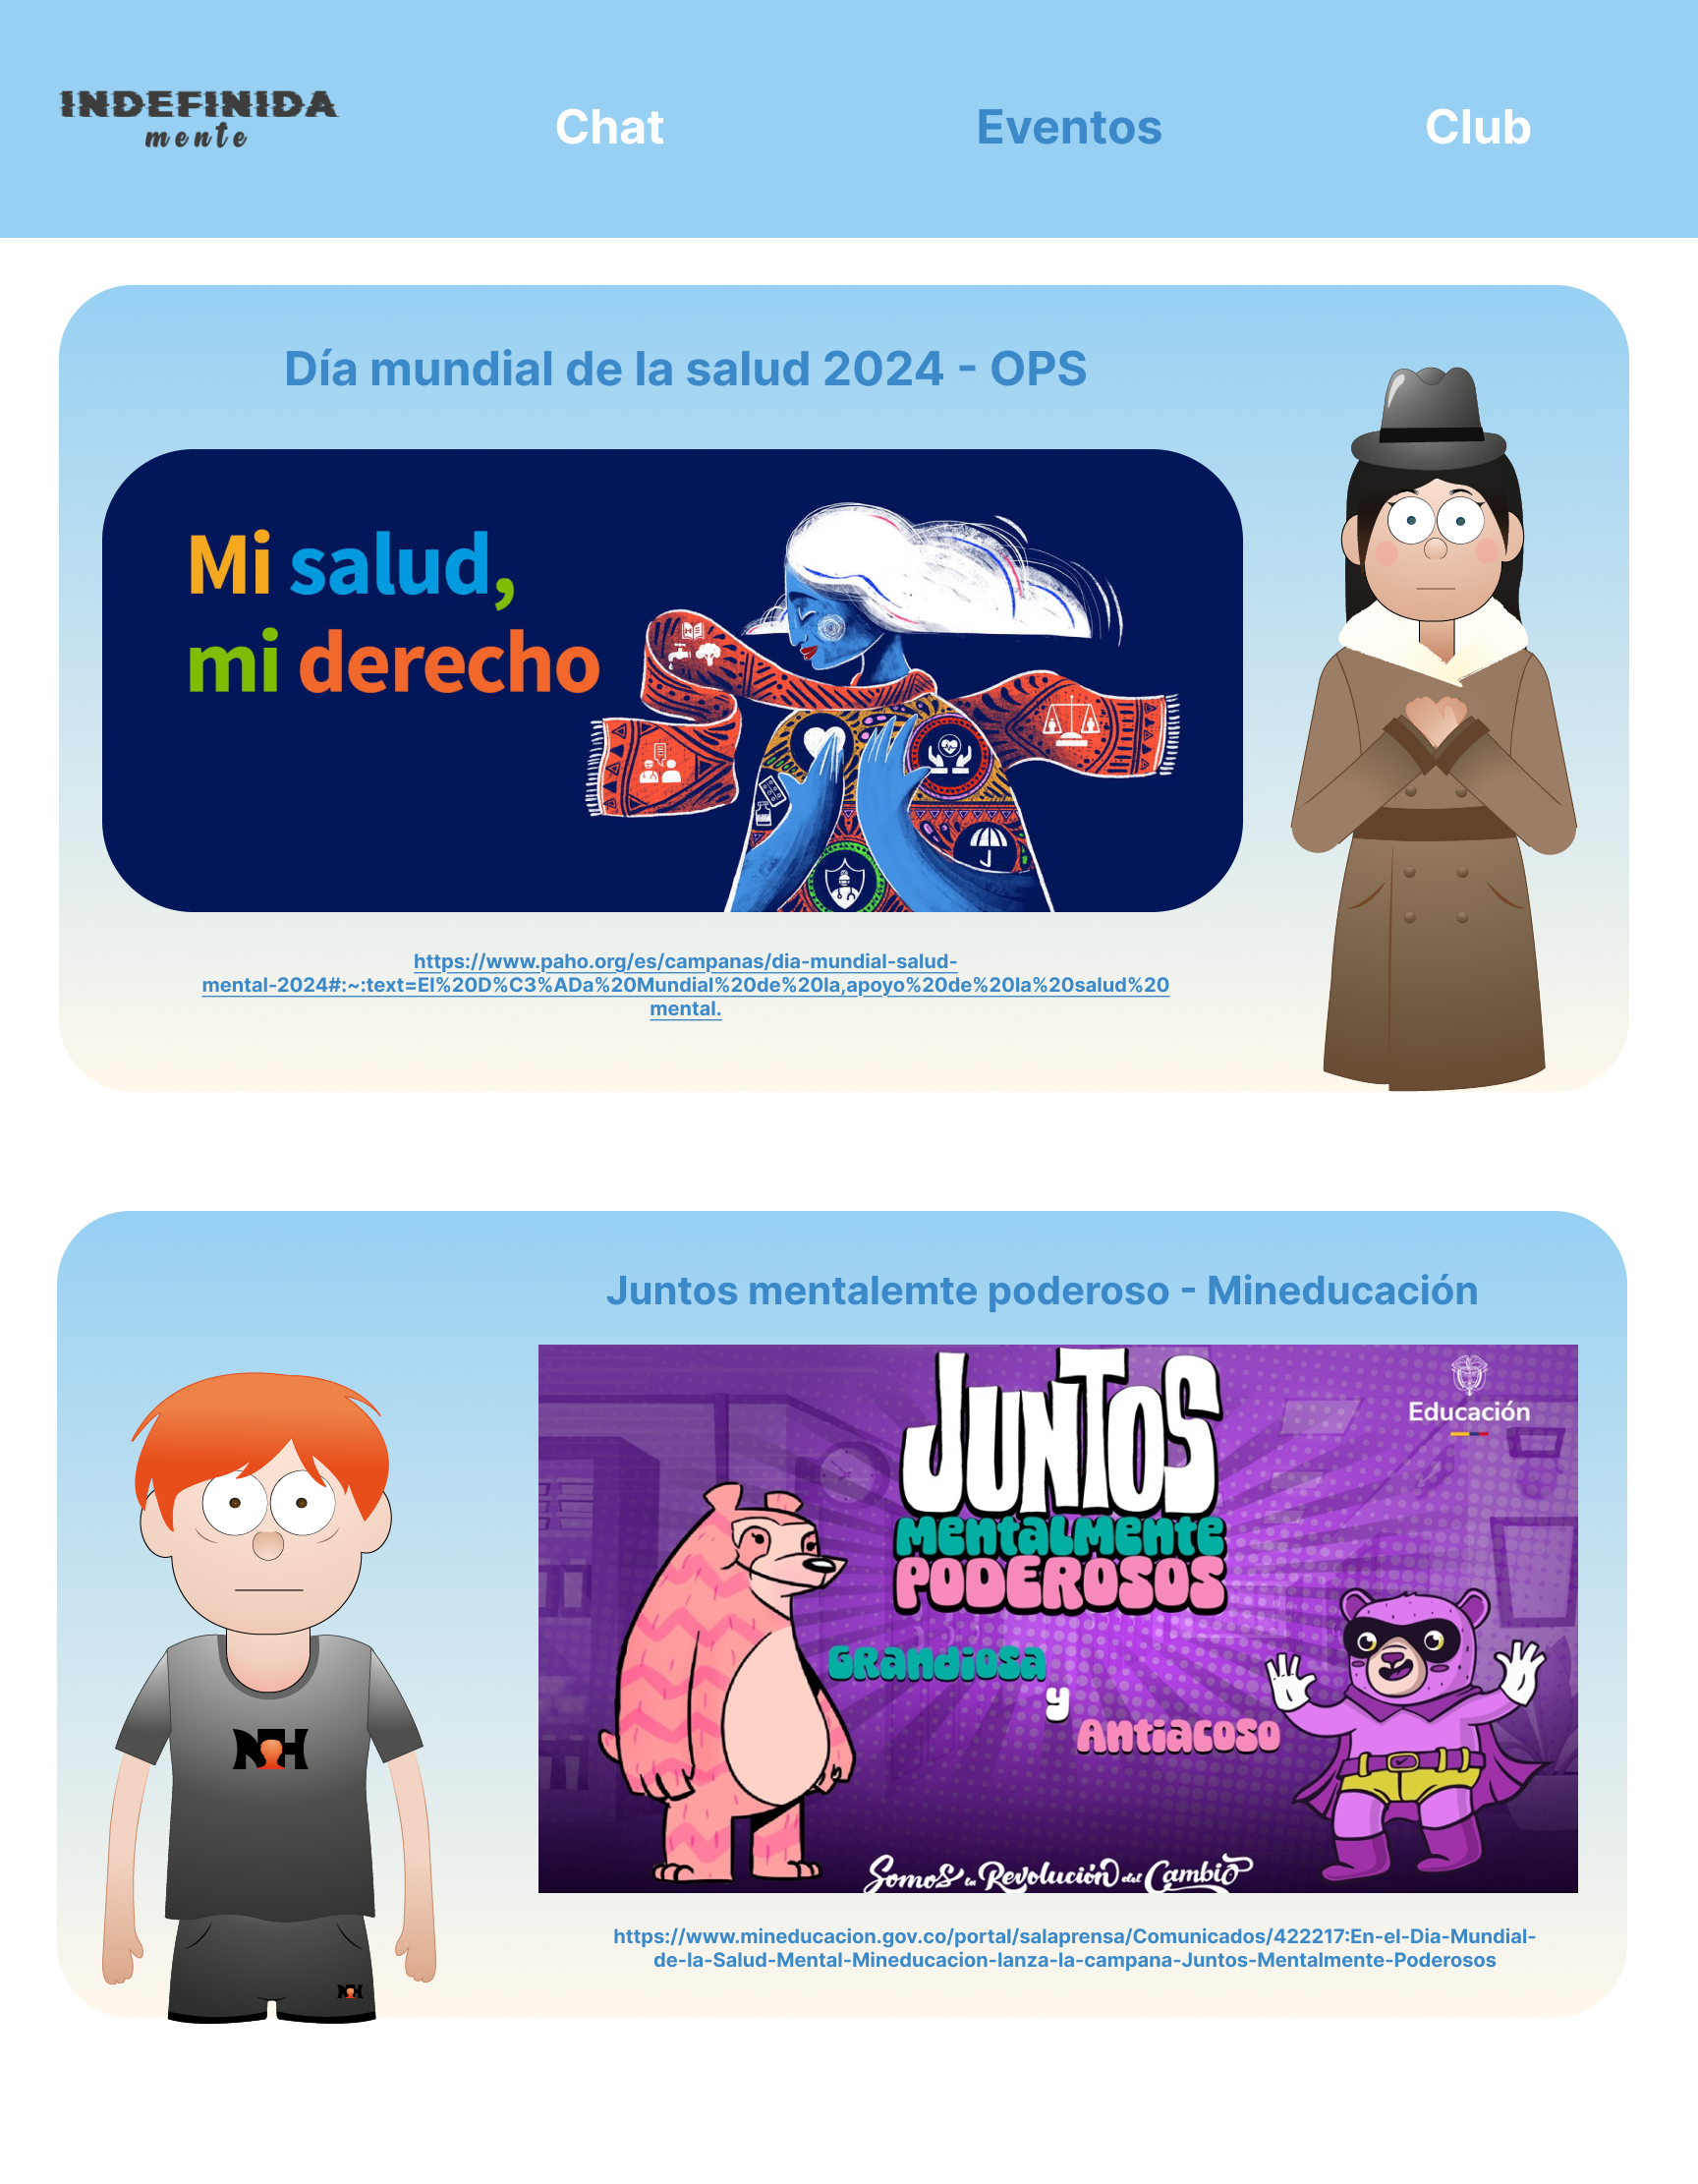 INDEFINIDA
mente
Chat
Eventos
Club
Día mundial de la salud 2024 - OPS
Mi salud,
mi derecho
https://www.paho.org/es/campanas/dia-mundial-salud-
mental-2024#:~:text=El%20D%C3%ADa%20Mundial%20de%20la,apoyo%20de%20la%20salud%20
mental.
Juntos mentalemte poderoso - Mineducación
JUNTOS
Mentalmente
PODEROSOS
Educación
Grandiosa
y
Antiacoso
Somos la Revolución del Cambio
https://www.mineducacion.gov.co/portal/salaprensa/Comunicados/422217:En-el-Dia-Mundial-
de-la-Salud-Mental-Mineducacion-lanza-la-campana-Juntos-Mentalmente-Poderosos
NH
NH